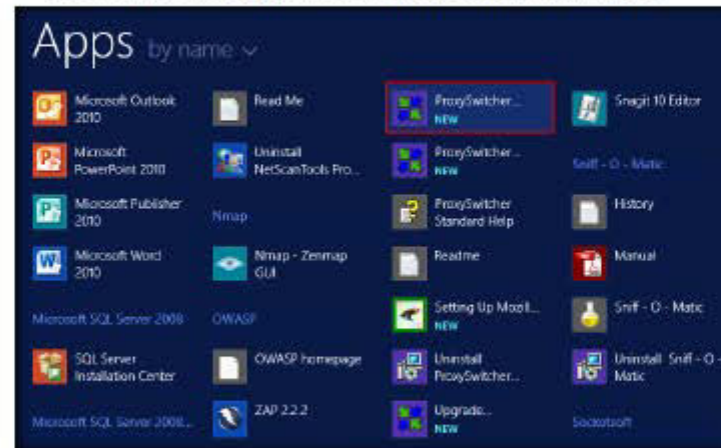 Apps by name
Microsoft Outlook
2010
Microsoft
PowerPoint 2010
Microsoft Publisher
2010
Microsoft Word
2010
Microsoft SQL Server 2008
SQL Server
Installation Center
Microsoft SQL Server 2008...
Read Me
Uninstall
NetScanTools Pro...
Nmap
Nmap - Zenmap
GUI
OWASP
OWASP homepage
ZAP 2.2.2
ProxySwitcher...
NEW
ProxySwitcher...
NEW
ProxySwitcher
Standard Help
Readme
Setting Up Mozill...
NEW
Uninstall
ProxySwitcher...
Upgrade...
NEW
Snagit 10 Editor
Sniff - O - Matic
History
Manual
Sniff - O - Matic
Uninstall Sniff - O -
Matic
Socketsoft